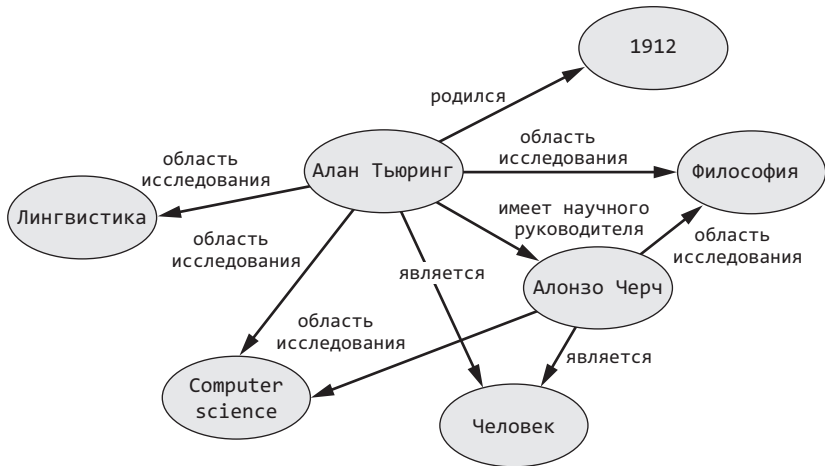 1912
родился
Алан Тьюринг
область
исследования
Философия
область
исследования
Лингвистика
имеет научного
руководителя
область
исследования
область
исследования
является
Алонзо Черч
область
исследования
является
Computer
science
Человек